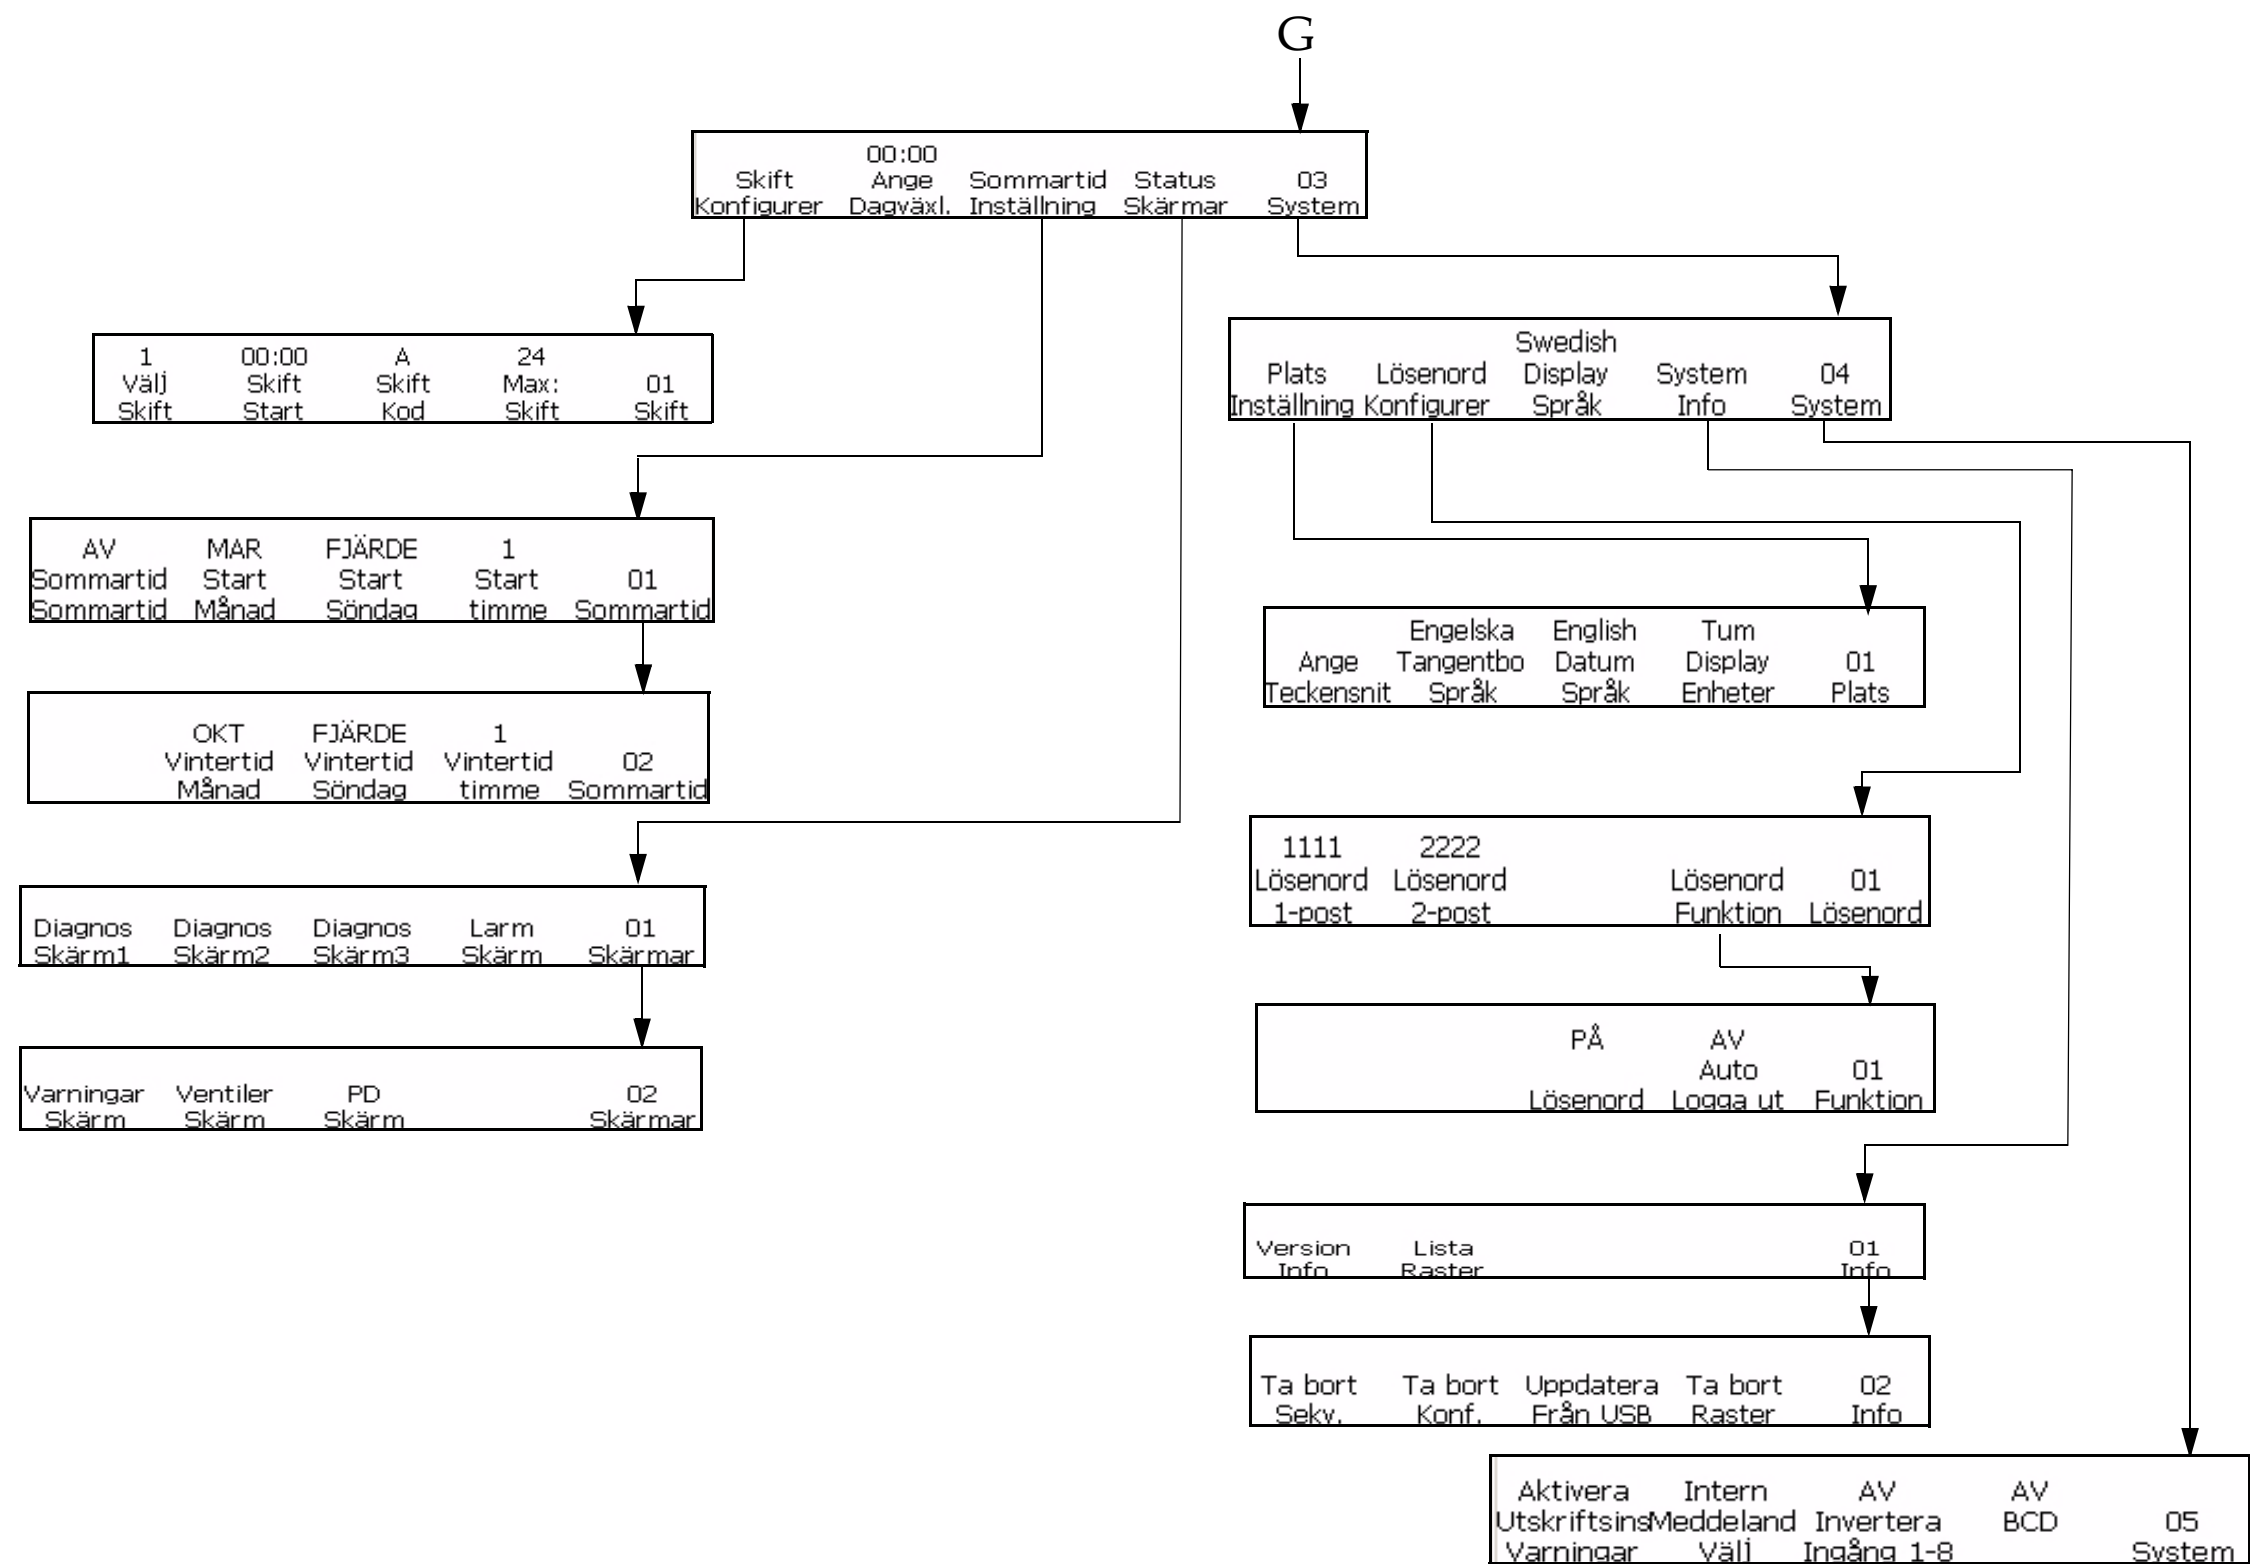 G
00:00
Skift Ange Sommartid Status 03
Konfigurer Dagväxl. Inställning Skärmar System
1 00:00 A 24
Välj Skift Skift Max: 01
Skift Start Kod Skift Skift
AV MAR FJÄRDE 1
Sommartid Start Start Start 01
Sommartid Månad Söndag timme Sommartid
OKT FJÄRDE 1
Vintertid Vintertid Vintertid 02
Månad Söndag timme Sommartid
Diagnos Diagnos Diagnos Larm 01
Skärm1 Skärm2 Skärm3 Skärm Skärmar
Varningar Ventiler PD 02
Skärm Skärm Skärm Skärmar
Swedish
Plats Lösenord Display System 04
Inställning Konfigurer Språk Info System
Engelska English Tum
Ange Tangentbo Datum Display 01
Teckensnit Språk Språk Enheter Plats
1111 2222
Lösenord Lösenord Lösenord 01
1-post 2-post Funktion Lösenord
PÅ AV
Auto 01
Lösenord Logga ut Funktion
Version Lista 01
Info Raster Info
Ta bort Ta bort Uppdatera Ta bort 02
Sekv. Konf. Från USB Raster Info
Aktivera Intern AV AV
Utskriftsins Meddeland Invertera BCD 05
Varningar Välj Ingång 1-8 System